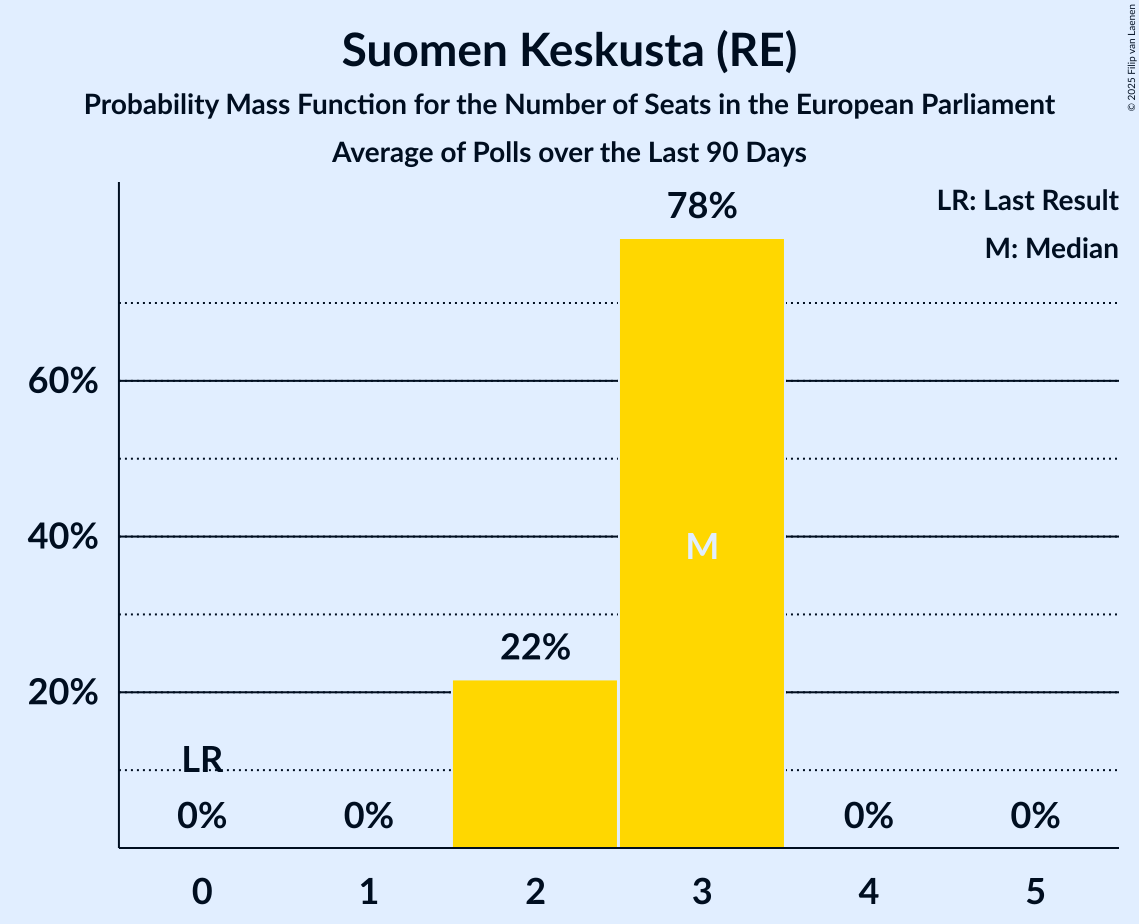 Suomen Keskusta (RE)
Probability Mass Function for the Number of Seats in the European Parliament
Average of Polls over the Last 90 Days
© 2025 Filip van Laenen
LR: Last Result
M: Median
78%
60%
40%
20%
M
22%
LR
0%
0%
0%
0%
0
1
2
3
4
5